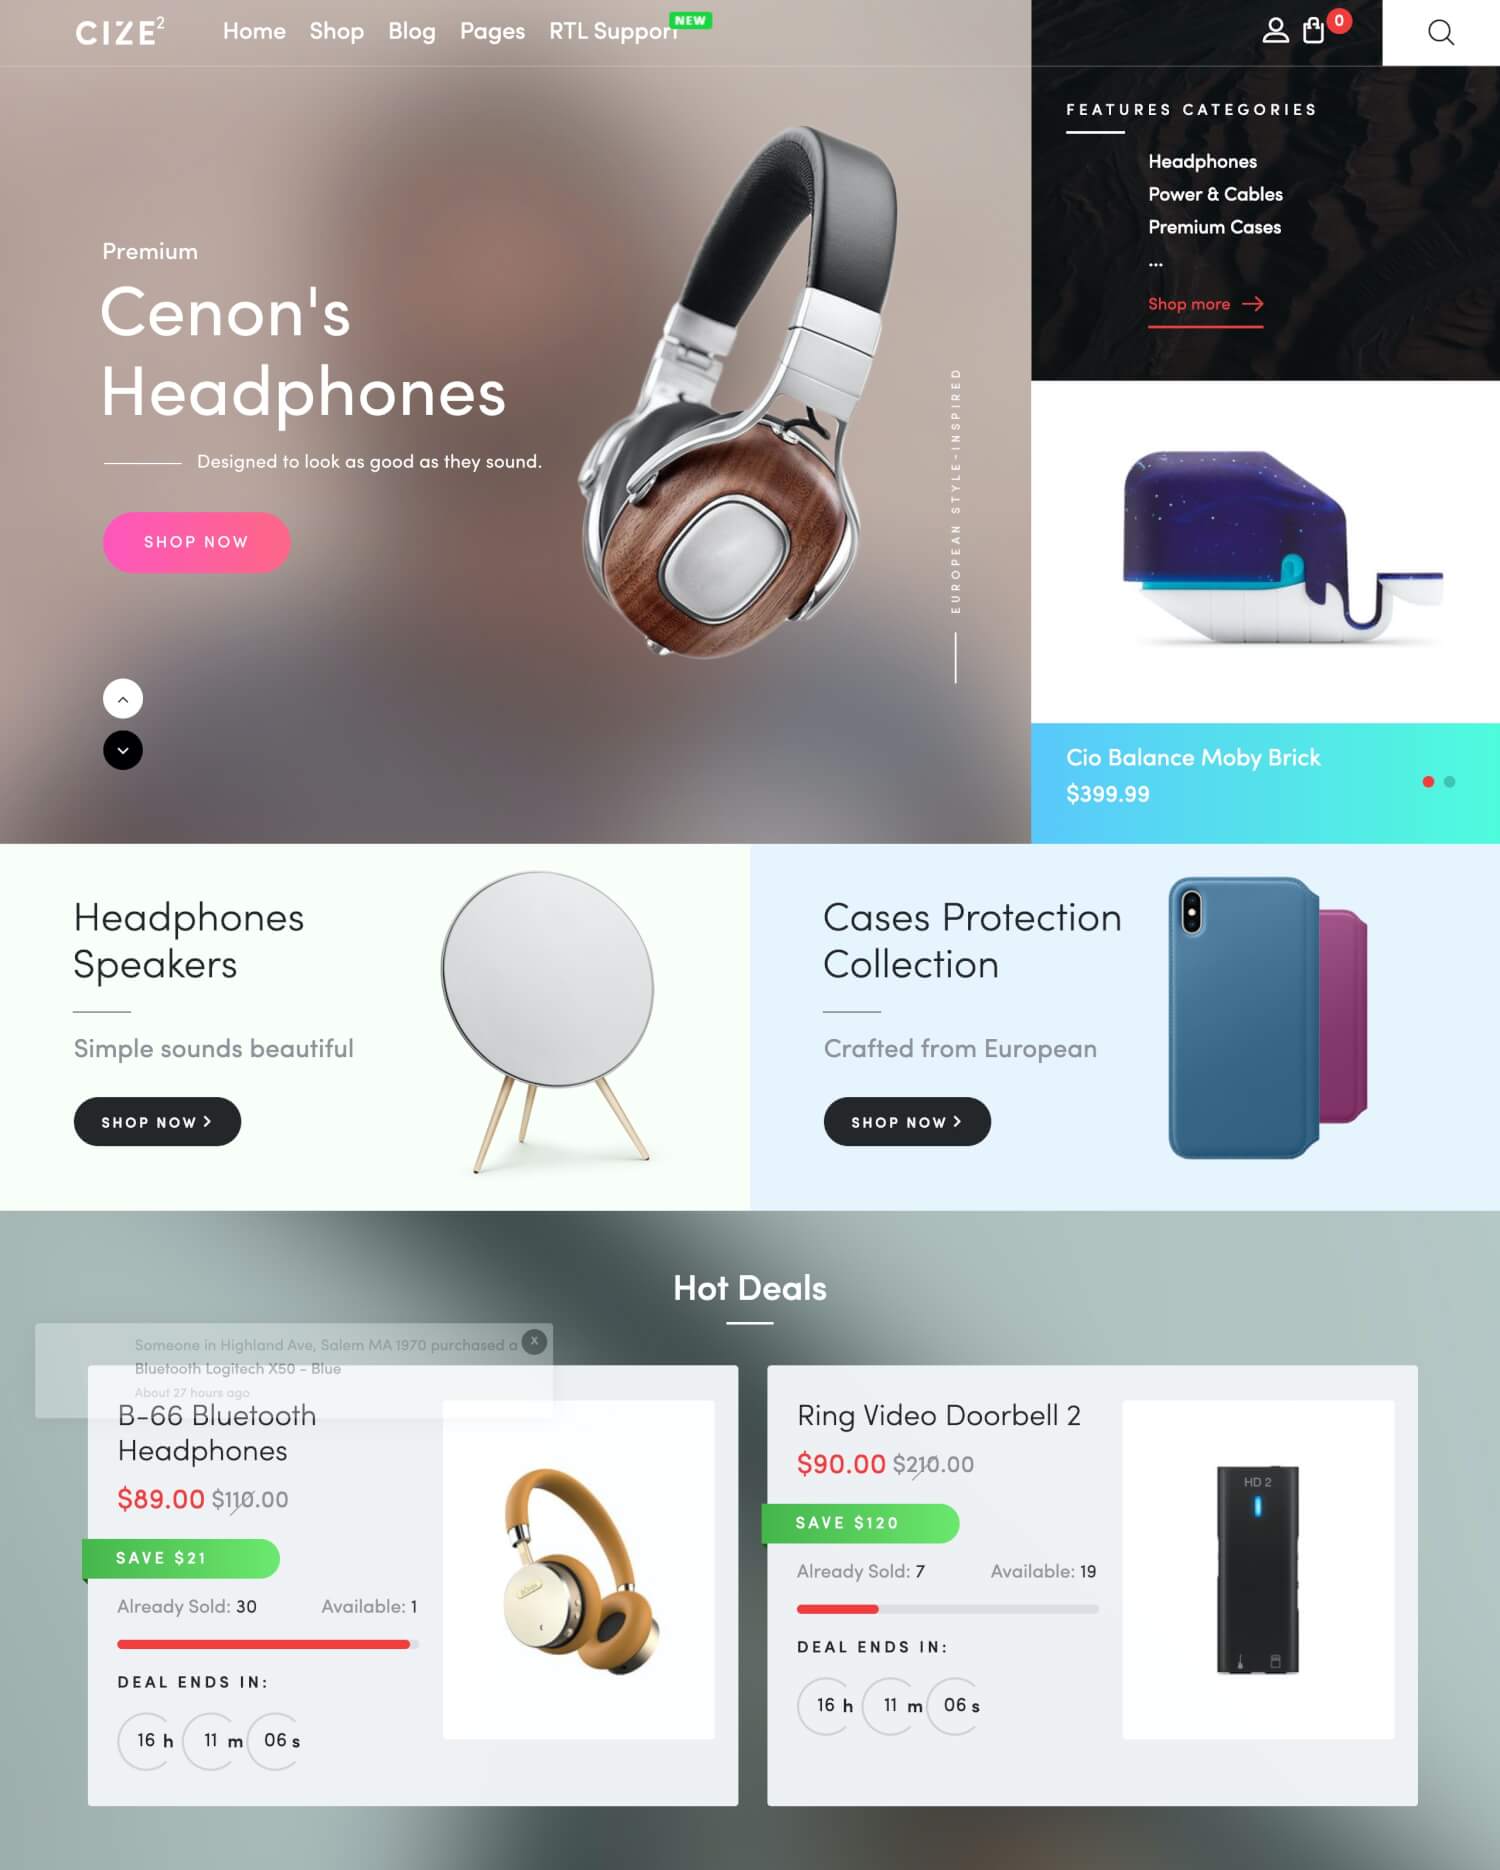 CIZE2
Home Shop Blog Pages RTL Support
NEW
0
FEATURES CATEGORIES
Headphones
Power & Cables
Premium Cases
...
Shop more
Premium
Cenon's
Headphones
Designed to look as good as they sound.
SHOP NOW
EUROPEAN STYLE-INSPIRED
Cio Balance Moby Brick
$399.99
Headphones
Speakers
Simple sounds beautiful
SHOP NOW
Cases Protection
Collection
Crafted from European
SHOP NOW
Hot Deals
Someone in Highland Ave, Salem MA 1970 purchased a
Bluetooth Logitech X50 - Blue
About 27 hours ago
x
B-66 Bluetooth
Headphones
$89.00 $110.00
SAVE $21
Already Sold: 30 Available: 1
DEAL ENDS IN:
16 h 11 m 06 s
Ring Video Doorbell 2
$90.00 $210.00
SAVE $120
Already Sold: 7 Available: 19
DEAL ENDS IN:
16 h 11 m 06 s
HD 2